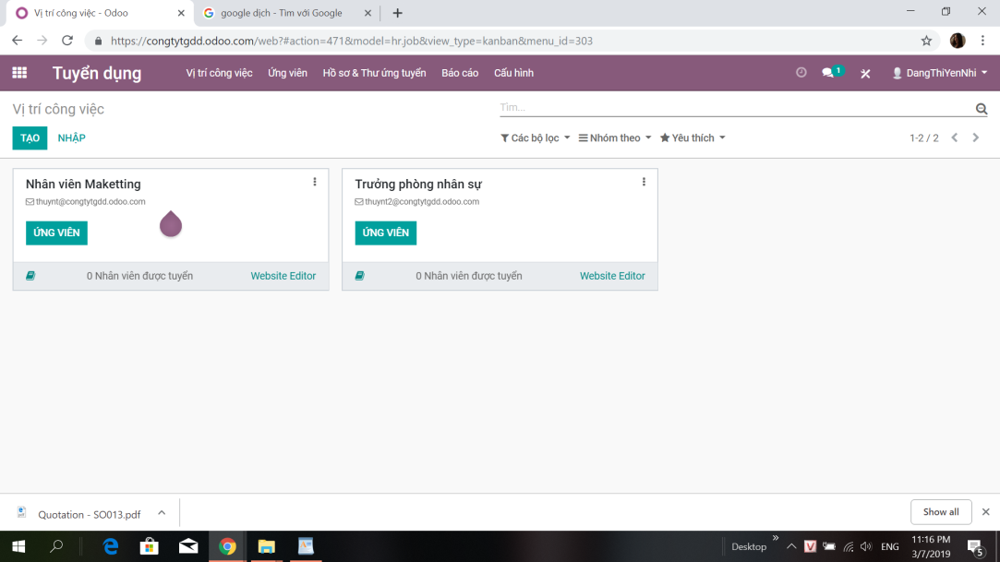 Vị trí công việc - Odoo
google dịch - Tìm với Google
https://congtytgdd.odoo.com/web?#action=471&model=hr.job&view_type=kanban&menu_id=303
Tuyển dụng
Vị trí công việc
Ứng viên
Hồ sơ & Thư ứng tuyển
Báo cáo
Cấu hình
1
DangThiYenNhi
Vị trí công việc
Tìm...
TẠO
NHẬP
Các bộ lọc
Nhóm theo
Yêu thích
1-2 / 2
Nhân viên Maketting
thuynt@congtytgdd.odoo.com
ỨNG VIÊN
0 Nhân viên được tuyển
Website Editor
Trưởng phòng nhân sự
thuynt2@congtytgdd.odoo.com
ỨNG VIÊN
0 Nhân viên được tuyển
Website Editor
Quotation - SO013.pdf
Show all
Desktop
ENG
11:16 PM
3/7/2019
5